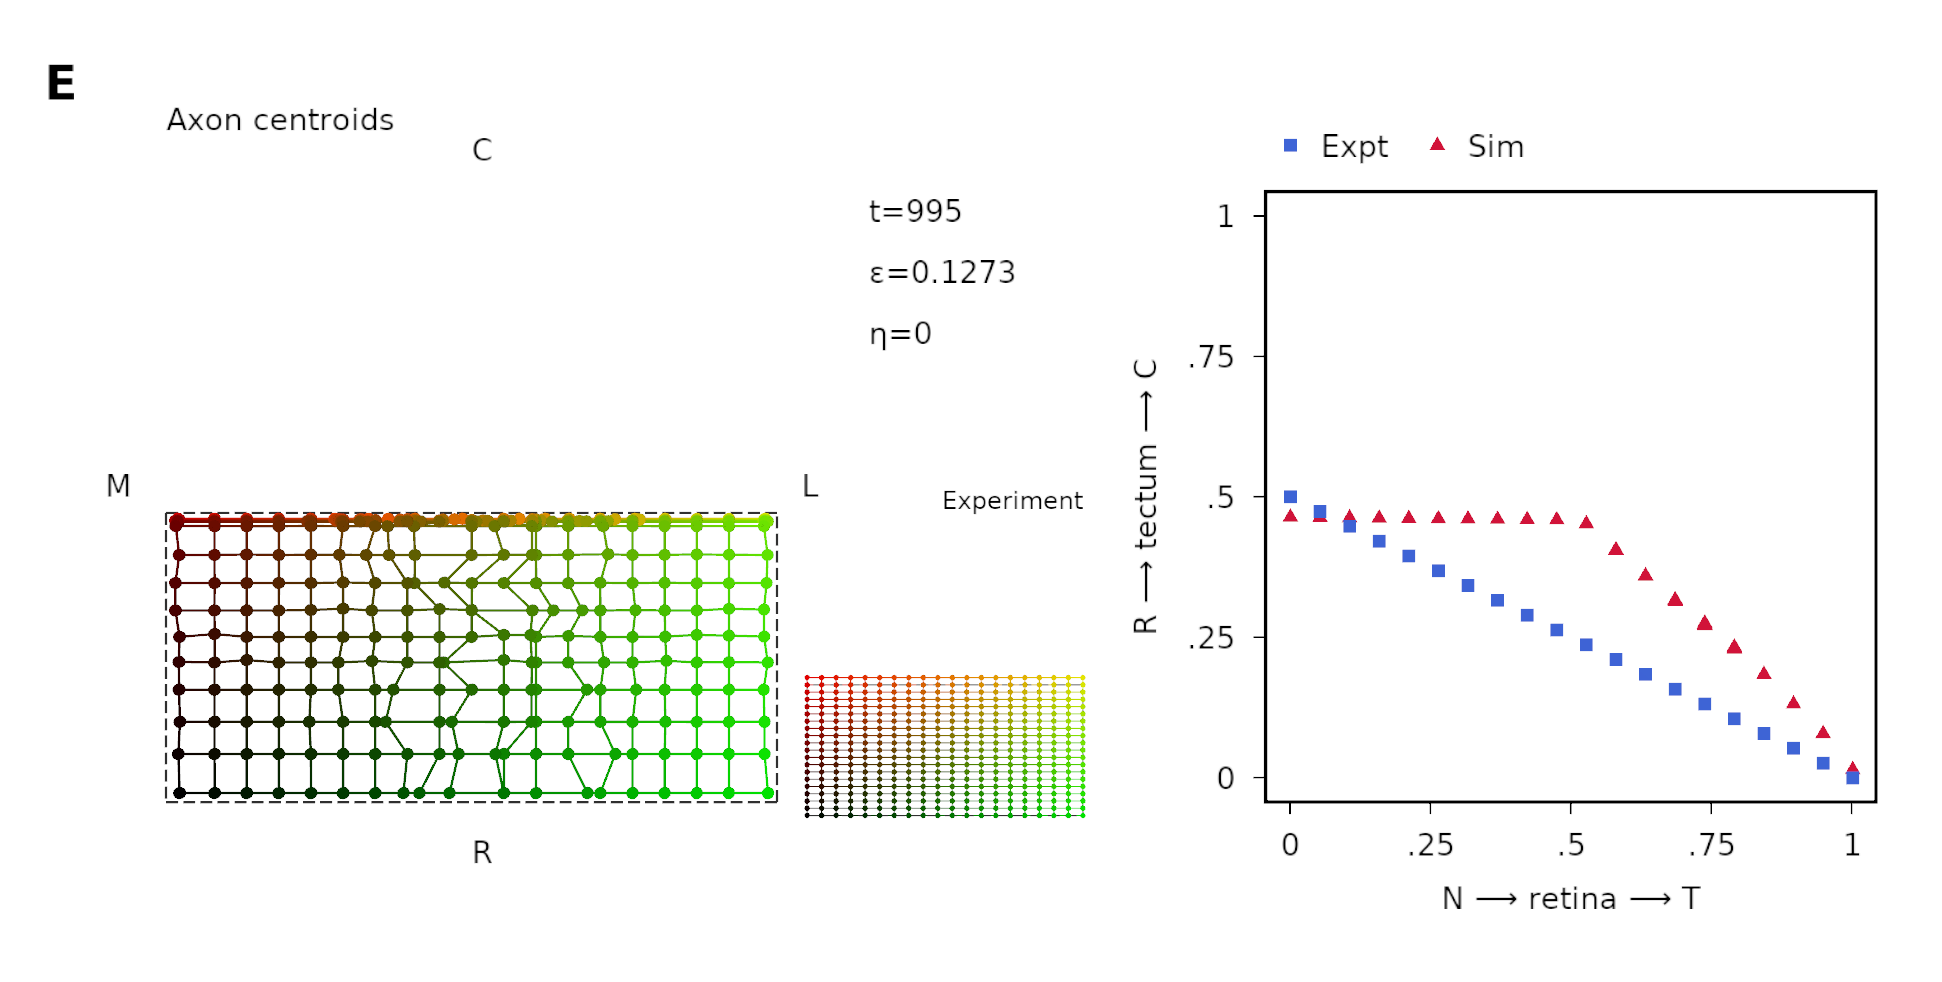 E
Axon centroids
C
t=995
ε=0.1273
η=0
M
L
Experiment
R
Expt
Sim
1
.75
.5
.25
0
R ⟶ tectum ⟶ C
0 .25 .5 .75 1
N ⟶ retina ⟶ T